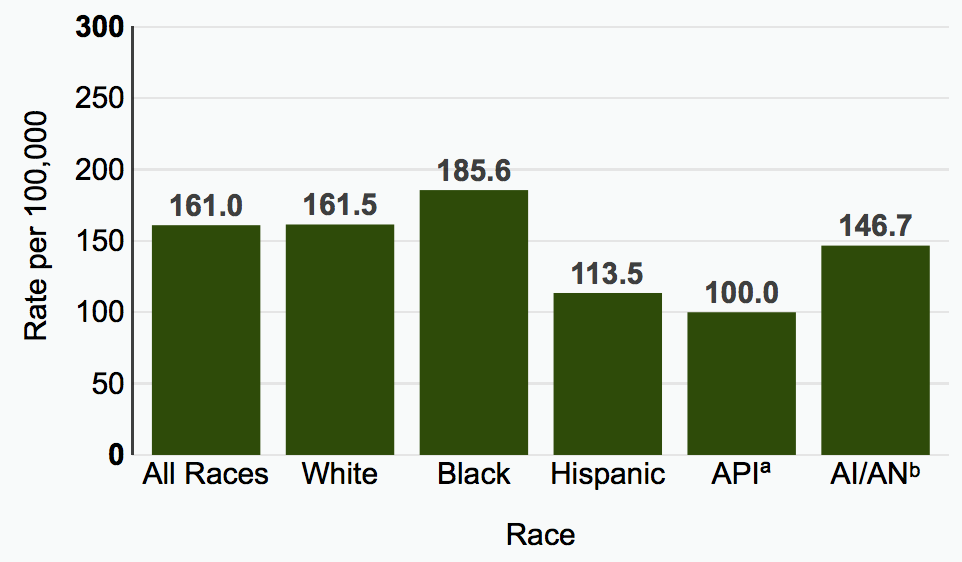 300
250
200
150
100
50
0
Rate per 100,000
161.0
161.5
185.6
113.5
100.0
146.7
All Races
White
Black
Hispanic
APIᵃ
AI/ANᵇ
Race